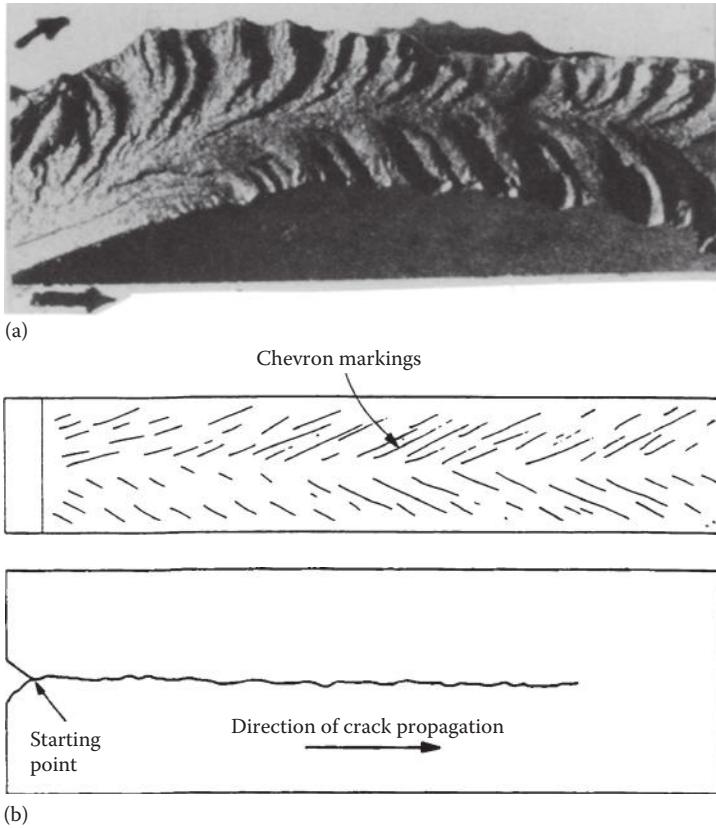 (a)
Chevron markings
Starting
point
Direction of crack propagation
(b)